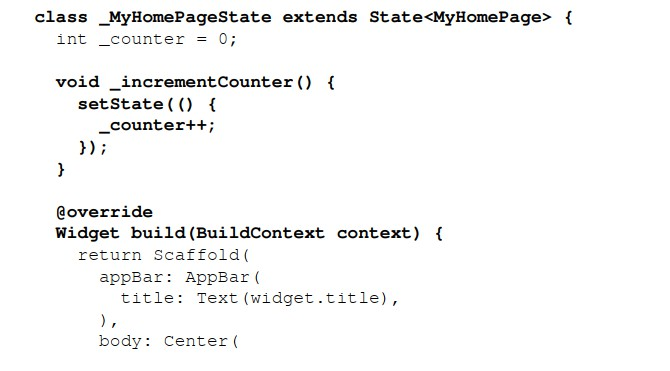 class _MyHomePageState extends State<MyHomePage> {
  int _counter = 0;

  void _incrementCounter() {
    setState(() {
      _counter++;
    });
  }

  @override
  Widget build(BuildContext context) {
    return Scaffold(
      appBar: AppBar(
        title: Text(widget.title),
      ),
      body: Center(